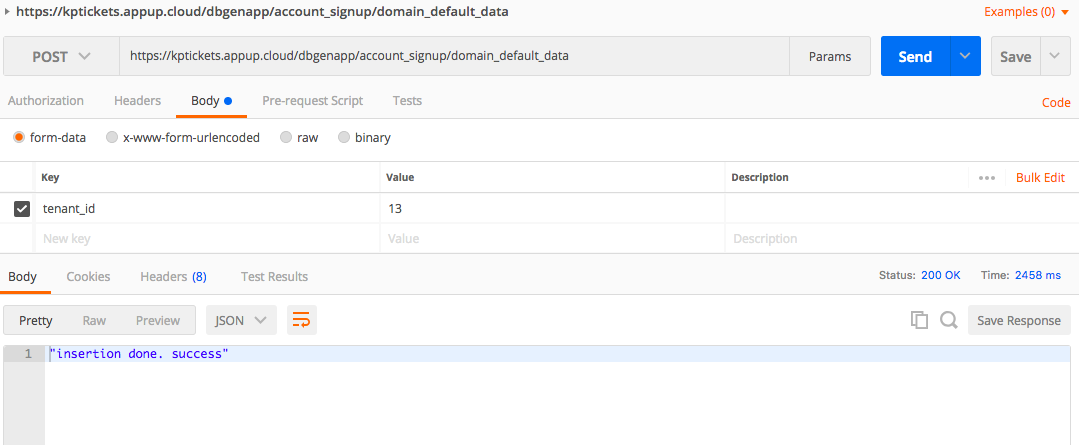 https://kptickets.appup.cloud/dbgenapp/account_signup/domain_default_data Examples (0)
POST https://kptickets.appup.cloud/dbgenapp/account_signup/domain_default_data Params Send Save
Authorization Headers Body Pre-request Script Tests Code
form-data x-www-form-urlencoded raw binary
Key Value Description ••• Bulk Edit
tenant_id 13
New key Value Description
Body Cookies Headers (8) Test Results Status: 200 OK Time: 2458 ms
Pretty Raw Preview JSON Save Response
1 "insertion done. success"